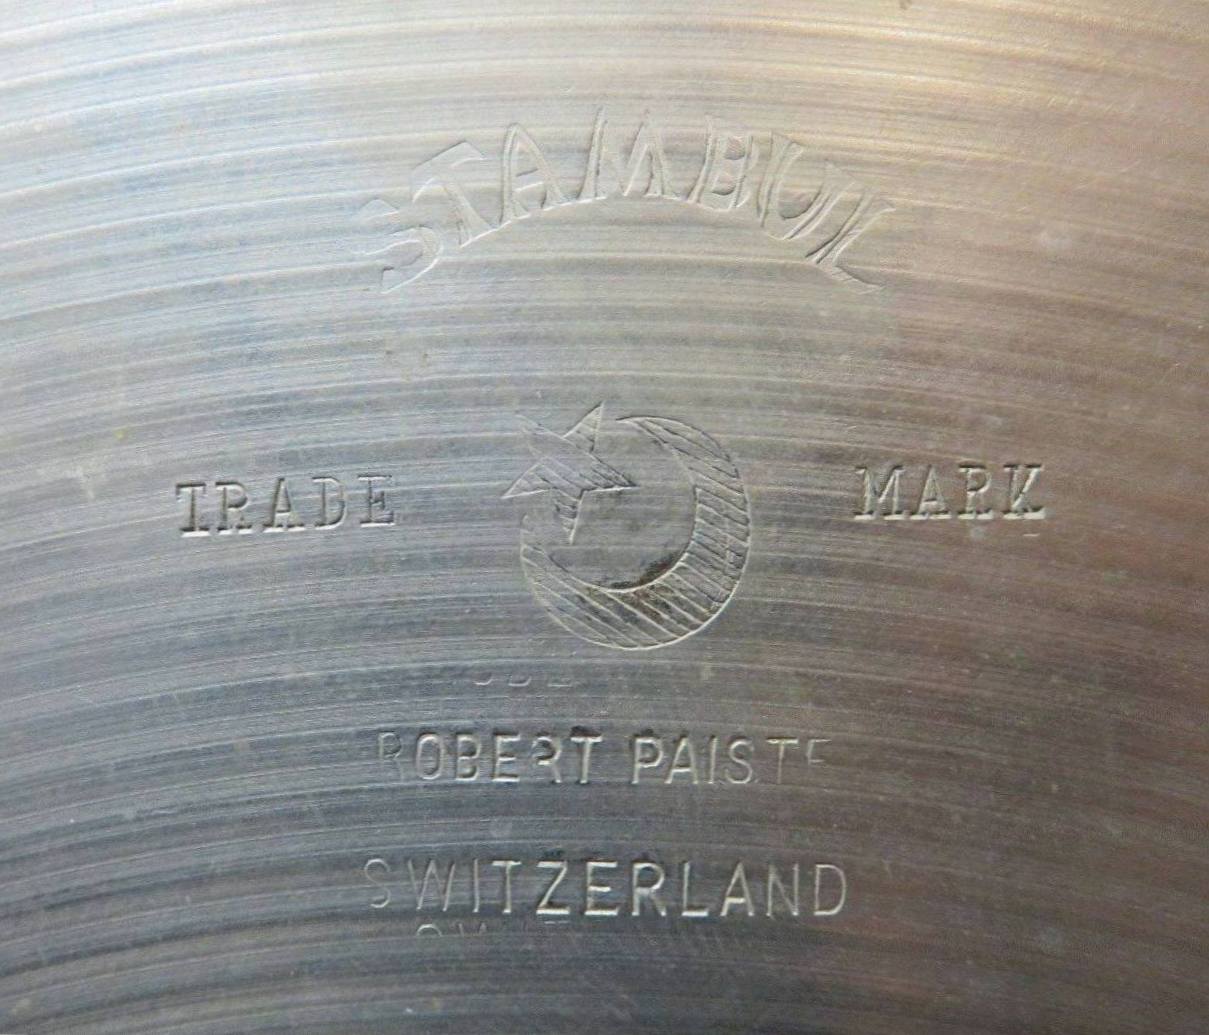 STAMBUL
TRADE MARK
ROBERT PAISTE
SWITZERLAND